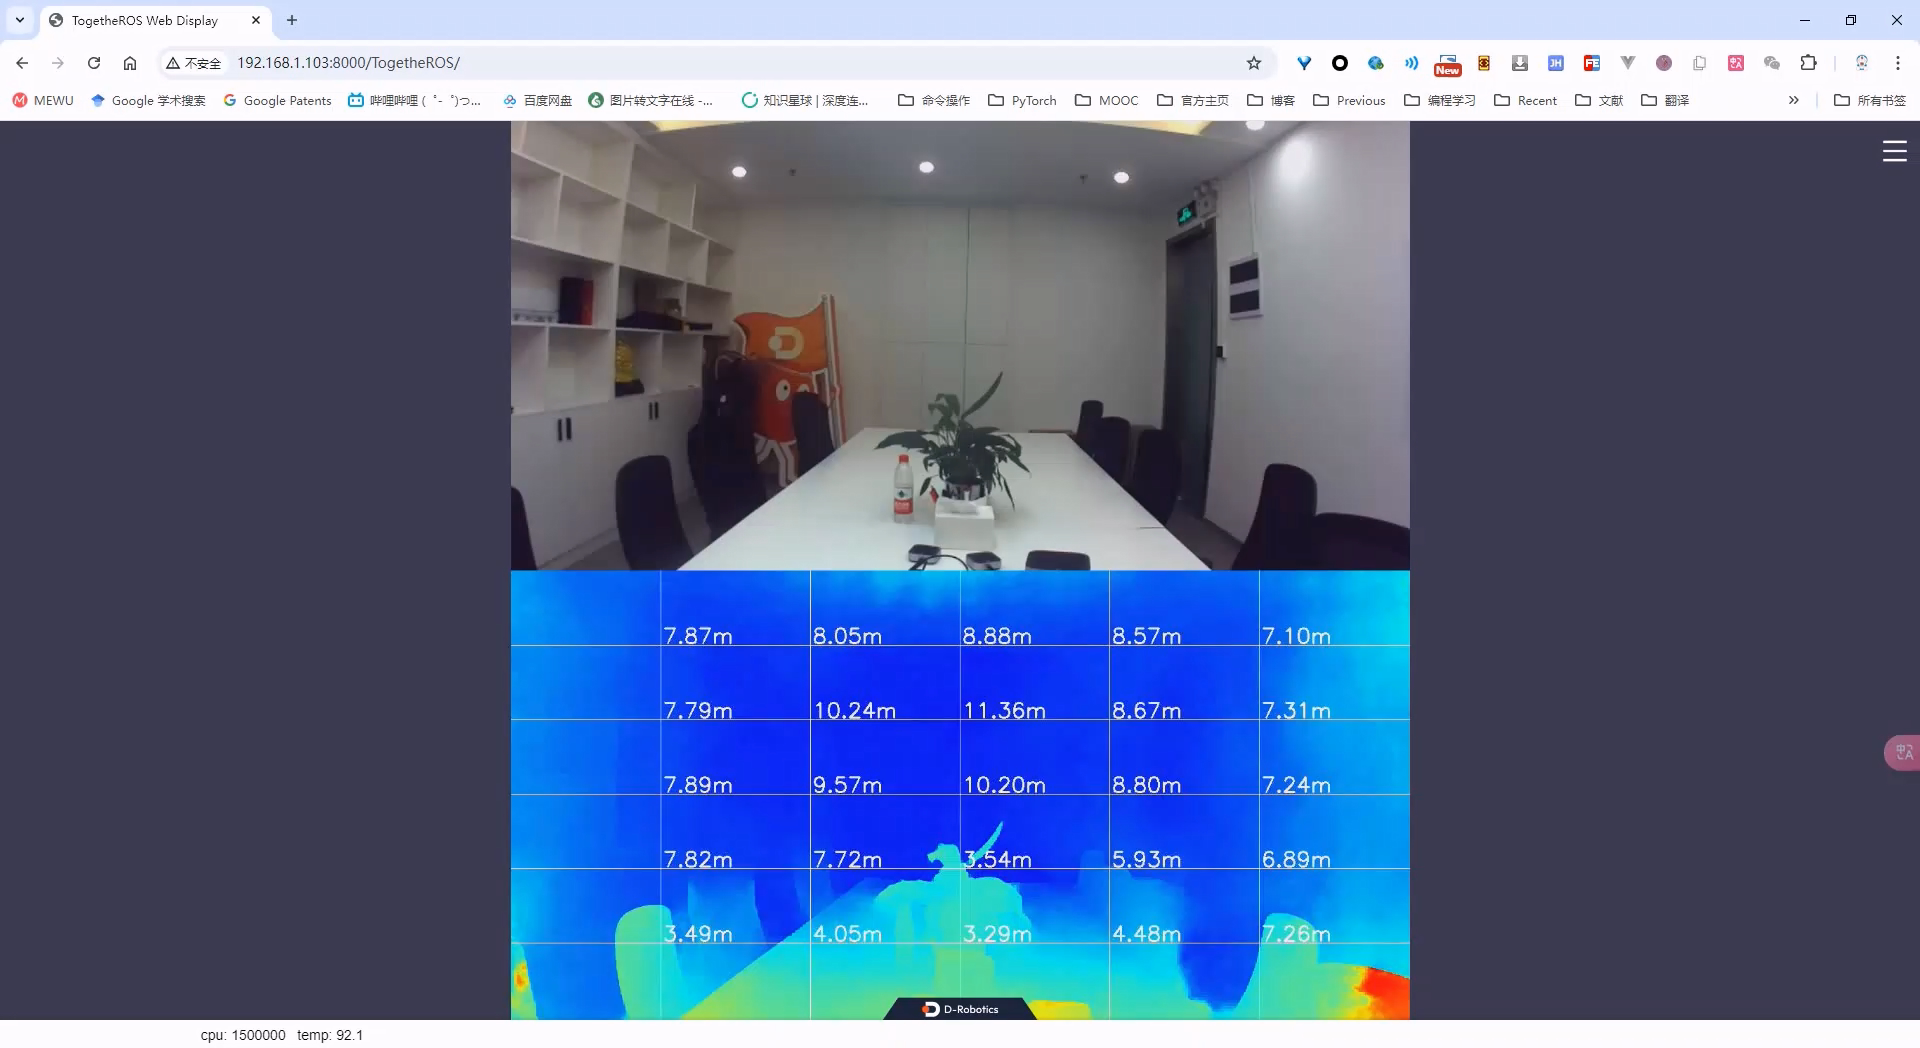 TogetheROS Web Display
不安全 192.168.1.103:8000/TogetheROS/
New JH FE
MEWU Google 学术搜索 Google Patents 哔哩哔哩 (゜-゜)つ... 百度网盘 图片转文字在线 -... 知识星球 | 深度连... 命令操作 PyTorch MOOC 官方主页 博客 Previous 编程学习 Recent 文献 翻译 所有书签
7.87m 8.05m 8.88m 8.57m 7.10m
7.79m 10.24m 11.36m 8.67m 7.31m
7.89m 9.57m 10.20m 8.80m 7.24m
7.82m 7.72m 3.54m 5.93m 6.89m
3.49m 4.05m 3.29m 4.48m 7.26m
D-Robotics
cpu: 1500000 temp: 92.1